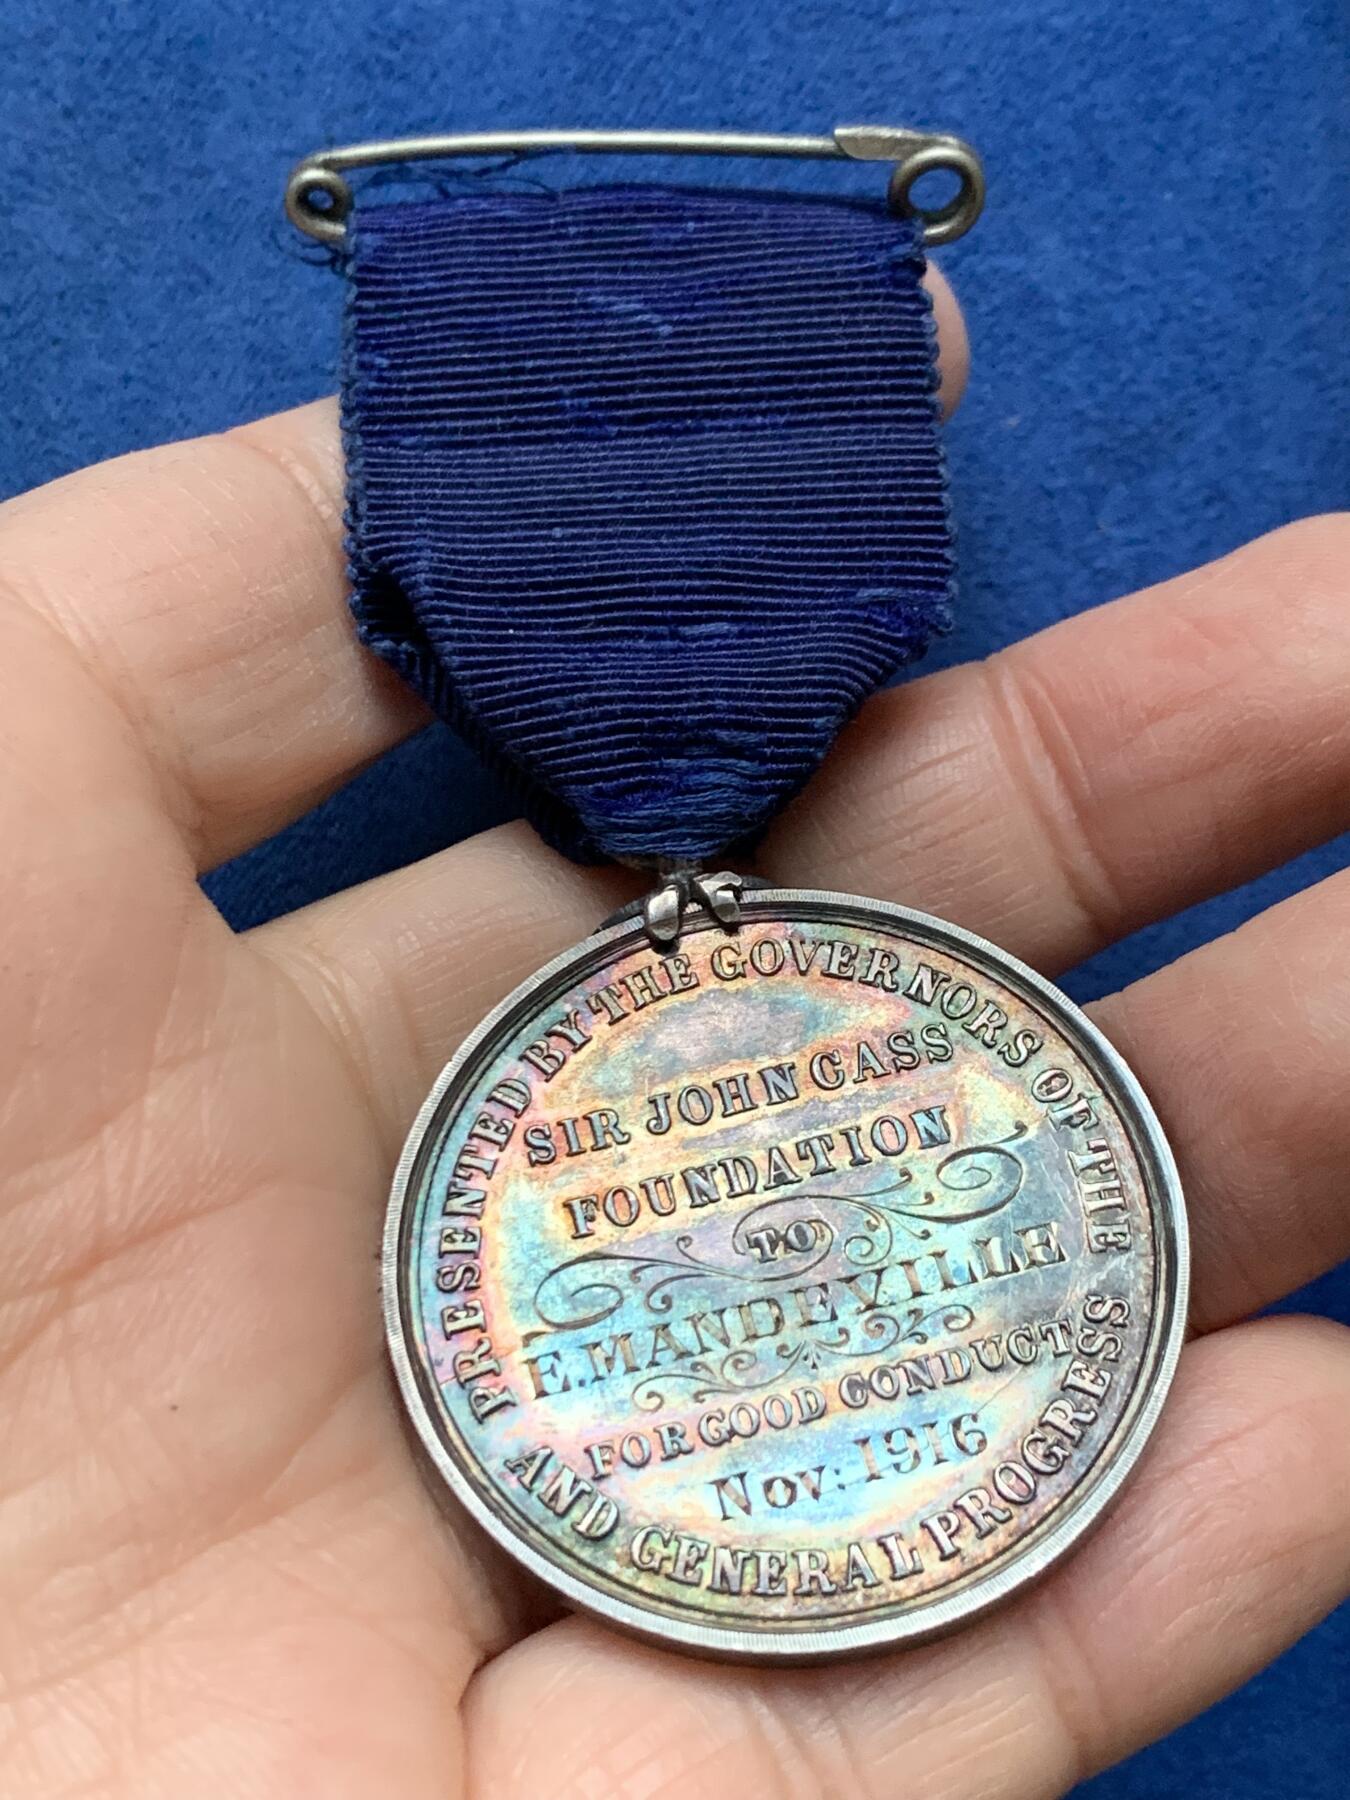 PRESENTED BY THE GOVERNORS OF THE
SIR JOHN CASS
FOUNDATION
TO
E.MANDEVILLE
FOR GOOD CONDUCT
Nov: 1916
AND GENERAL PROGRESS